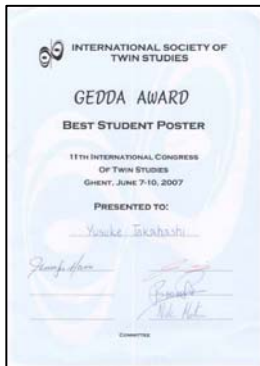 INTERNATIONAL SOCIETY OF
TWIN STUDIES
GEDDA AWARD
BEST STUDENT POSTER
11TH INTERNATIONAL CONGRESS
OF TWIN STUDIES
GHENT, JUNE 7-10, 2007
PRESENTED TO:
Yusuke Takahashi
COMMITTEE